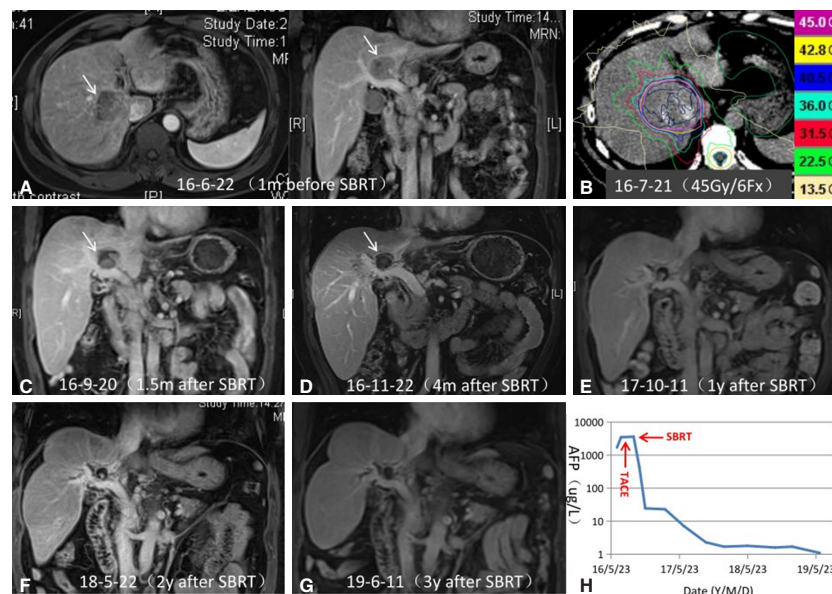 :41
Study Date:2
Study Time:1
MF
[P]
A
16-6-22 （1m before SBRT）
Study Time:14...
MRN:
[R]
[L]
B
16-7-21 （45Gy/6Fx）
45.0
42.8
40.5
36.0
31.5
22.5
13.5
C
16-9-20 （1.5m after SBRT）
D
16-11-22 （4m after SBRT）
[L]
E
17-10-11 （1y after SBRT）
F
18-5-22 （2y after SBRT）
G
19-6-11 （3y after SBRT）
H
AFP（ug/L）
10000
1000
100
10
1
SBRT
TACE
16/5/23
17/5/23
18/5/23
19/5/23
Date (Y/M/D)